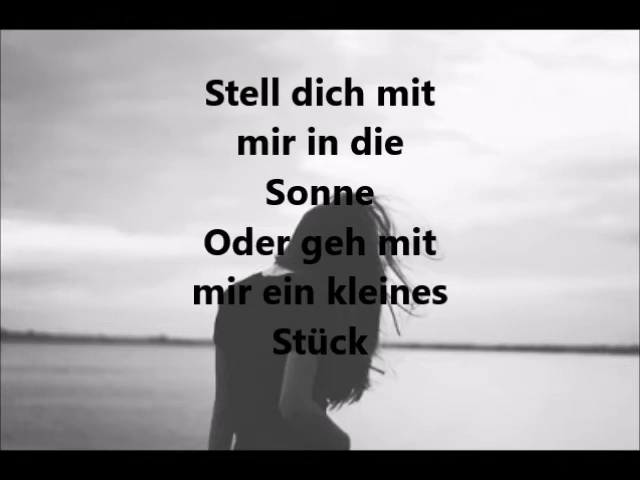 Stell dich mit
mir in die
Sonne
Oder geh mit
mir ein kleines
Stück